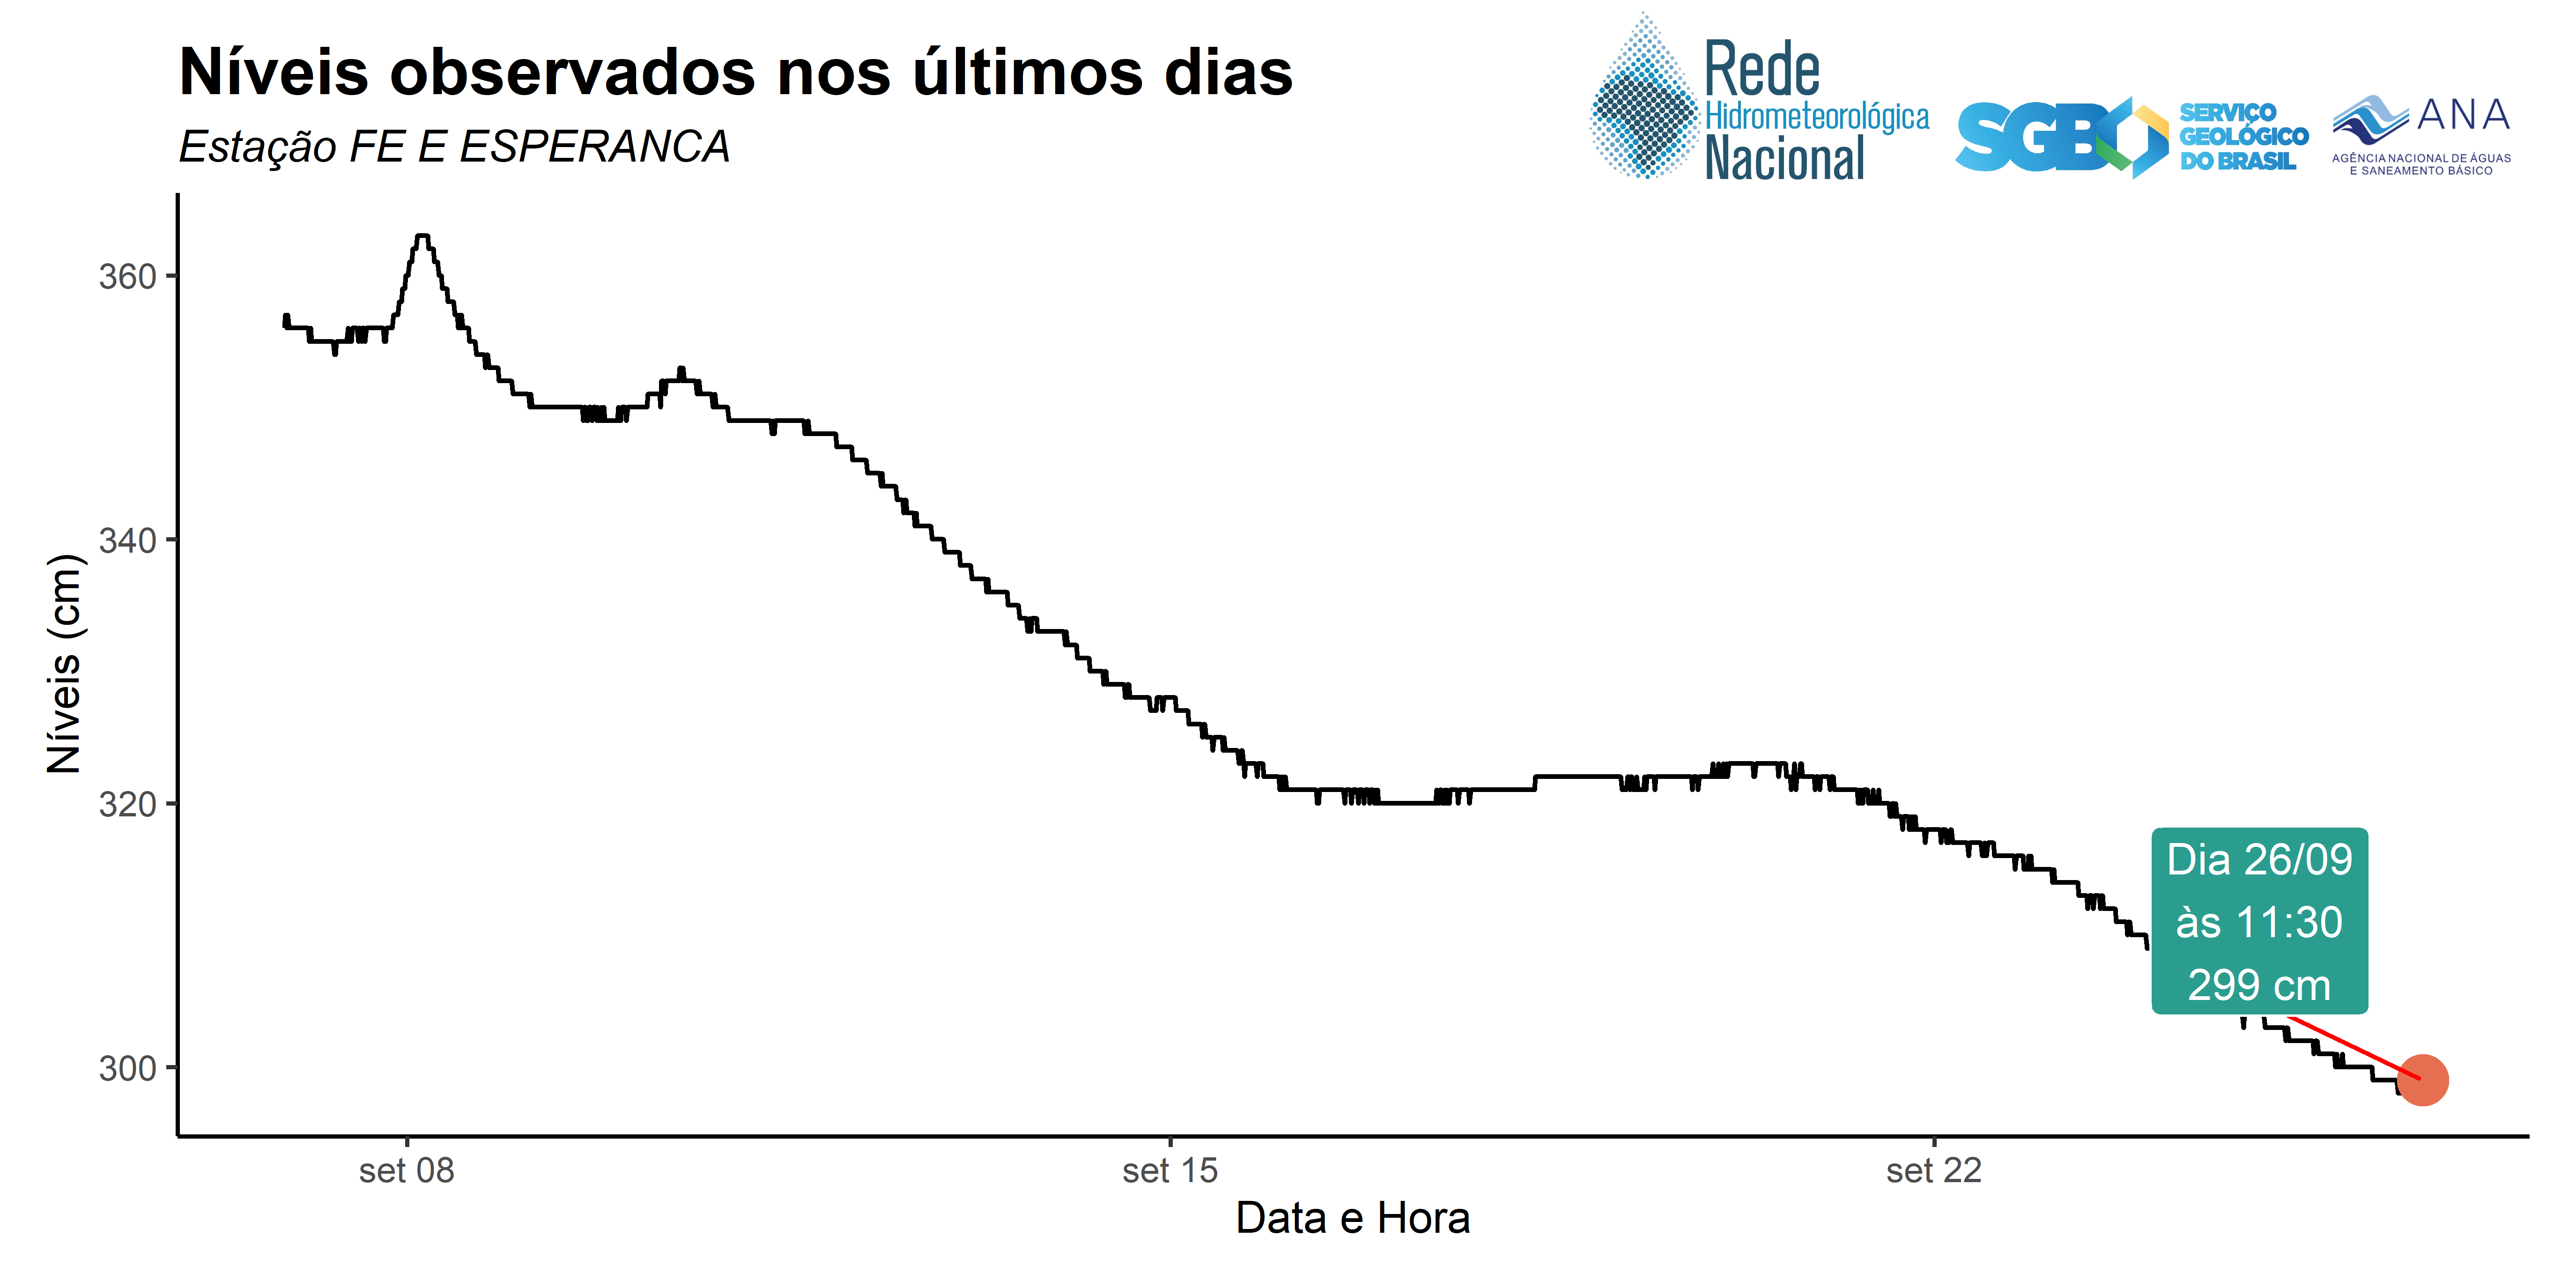 Níveis observados nos últimos dias
Estação FE E ESPERANCA
Rede
Hidrometeorológica
Nacional
SGB
SERVIÇO
GEOLÓGICO
DO BRASIL
ANA
AGÊNCIA NACIONAL DE ÁGUAS
E SANEAMENTO BÁSICO
Níveis (cm)
360
340
320
300
Dia 26/09
às 11:30
299 cm
set 08
set 15
set 22
Data e Hora